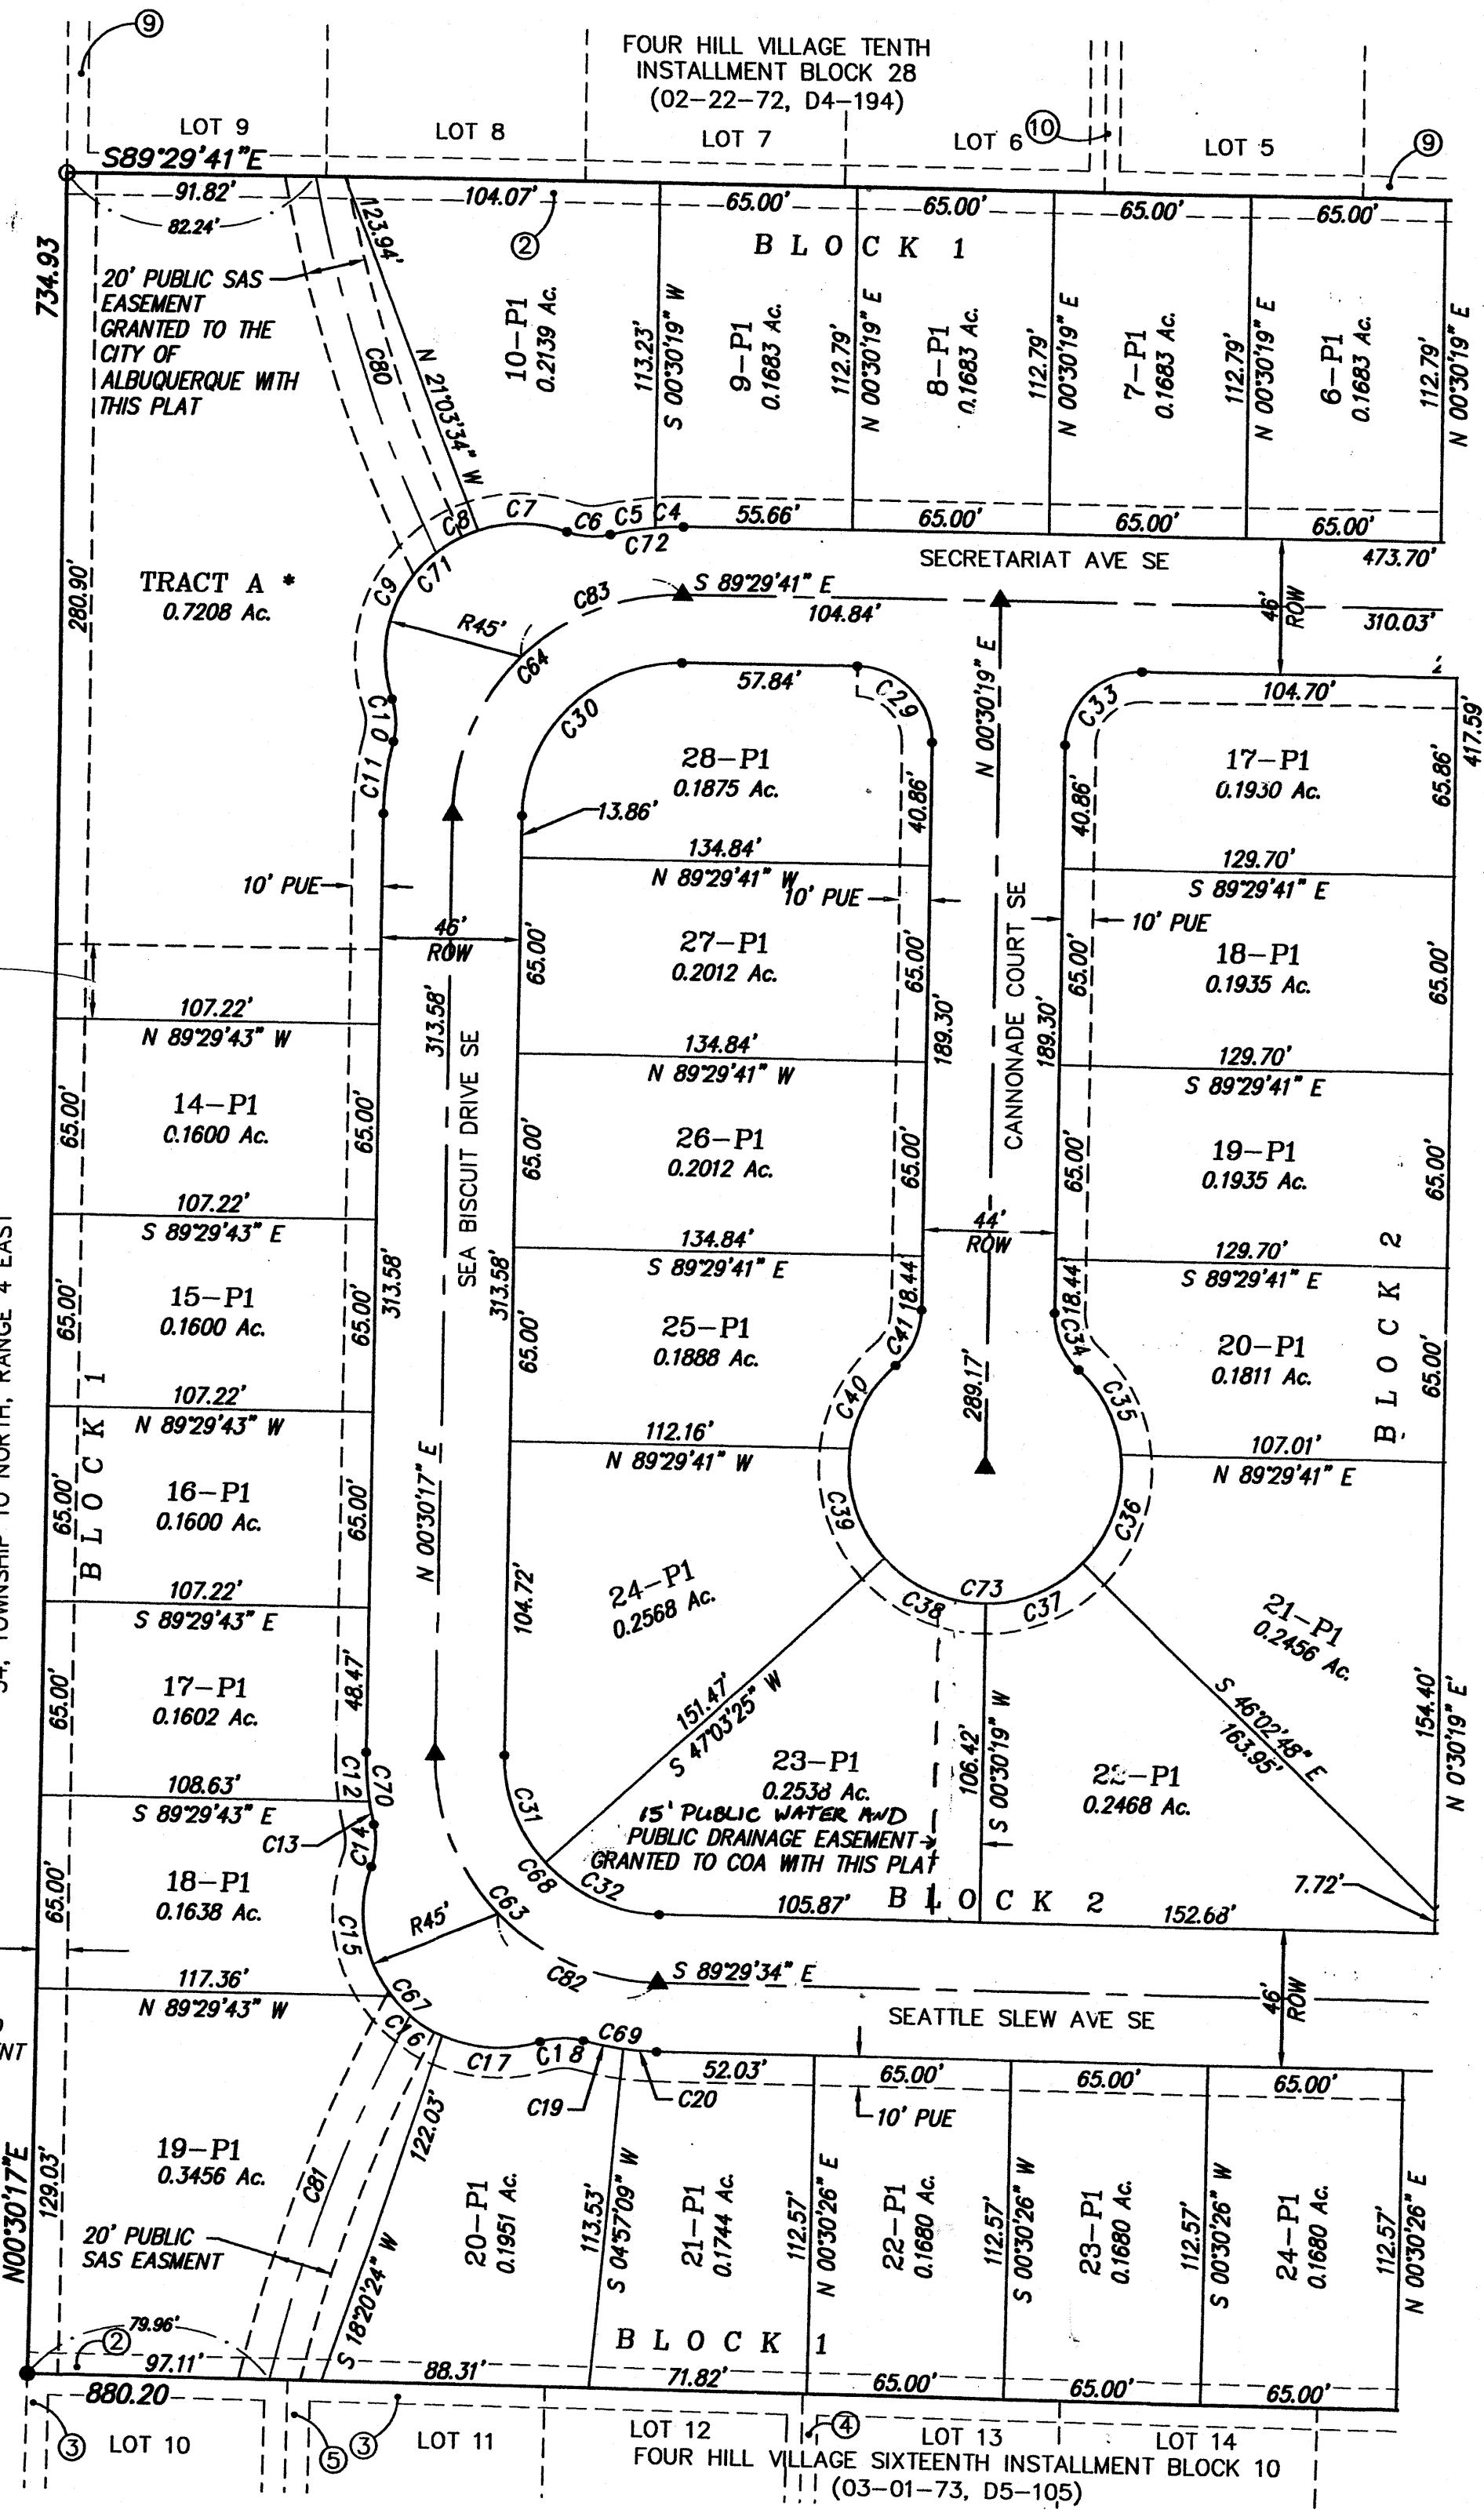 ⑨
FOUR HILL VILLAGE TENTH
INSTALLMENT BLOCK 28
(02-22-72, D4-194)
LOT 9
LOT 8
LOT 7
LOT 6
⑩
LOT 5
⑨
S89°29'41"E
91.82'
82.24'
104.07'
②
65.00'
65.00'
65.00'
65.00'
BLOCK 1
734.93
20' PUBLIC SAS
EASEMENT
GRANTED TO THE
CITY OF
ALBUQUERQUE WITH
THIS PLAT
C80
123.94'
N 21°03'34" W
10-P1
0.2139 Ac.
113.23'
S 00°30'19" W
9-P1
0.1683 Ac.
112.79'
N 00°30'19" E
8-P1
0.1683 Ac.
112.79'
N 00°30'19" E
7-P1
0.1683 Ac.
112.79'
N 00°30'19" E
6-P1
0.1683 Ac.
112.79'
N 00°30'19" E
C8
C7
C6
C5
C4
C72
55.66'
65.00'
65.00'
65.00'
SECRETARIAT AVE SE
473.70'
TRACT A *
0.7208 Ac.
280.90'
C9
C71
R45'
C64
C83
S 89°29'41" E
104.84'
46'
ROW
310.03'
C10
C11
C30
57.84'
C29
N 00°30'19" E
C33
104.70'
417.59'
28-P1
0.1875 Ac.
13.86'
40.86'
40.86'
17-P1
0.1930 Ac.
65.86'
134.84'
N 89°29'41" W
10' PUE
129.70'
S 89°29'41" E
10' PUE
10' PUE
46'
ROW
65.00'
27-P1
0.2012 Ac.
65.00'
CANNONADE COURT SE
65.00'
18-P1
0.1935 Ac.
65.00'
107.22'
N 89°29'43" W
313.58'
134.84'
N 89°29'41" W
189.30'
189.30'
129.70'
S 89°29'41" E
65.00'
14-P1
0.1600 Ac.
65.00'
SEA BISCUIT DRIVE SE
65.00'
26-P1
0.2012 Ac.
65.00'
65.00'
19-P1
0.1935 Ac.
65.00'
107.22'
S 89°29'43" E
134.84'
S 89°29'41" E
44'
ROW
129.70'
S 89°29'41" E
BLOCK 2
34, TOWNSHIP 10 NORTH, RANGE 4 EAST
65.00'
15-P1
0.1600 Ac.
65.00'
313.58'
313.58'
65.00'
25-P1
0.1888 Ac.
18.44'
C41
18.44'
C34
20-P1
0.1811 Ac.
65.00'
107.22'
N 89°29'43" W
BLOCK 1
C40
289.17'
C35
112.16'
N 89°29'41" W
107.01'
N 89°29'41" E
65.00'
16-P1
0.1600 Ac.
65.00'
N 00°30'17" E
C39
C36
107.22'
S 89°29'43" E
104.72'
24-P1
0.2568 Ac.
C38
C73
C37
21-P1
0.2456 Ac.
65.00'
17-P1
0.1602 Ac.
48.47'
151.47'
S 47°03'25" W
106.42'
S 00°30'19" W
S 46°02'48" E
163.95'
154.40'
N 0°30'19" E
108.63'
S 89°29'43" E
C12
C70
C13
C14
C31
23-P1
0.2538 Ac.
15' PUBLIC WATER AND
PUBLIC DRAINAGE EASEMENT
GRANTED TO COA WITH THIS PLAT
22-P1
0.2468 Ac.
65.00'
18-P1
0.1638 Ac.
C15
R45'
C63
C68
C32
105.87'
BLOCK 2
152.68'
7.72'
117.36'
N 89°29'43" W
C67
C16
C82
S 89°29'34" E
SEATTLE SLEW AVE SE
46'
ROW
C17
C18
C69
C19
C20
52.03'
65.00'
65.00'
65.00'
10' PUE
N00°30'17"E
129.03'
19-P1
0.3456 Ac.
C81
20' PUBLIC
SAS EASMENT
122.03'
S 18°20'24" W
20-P1
0.1951 Ac.
113.53'
S 04°57'09" W
21-P1
0.1744 Ac.
112.57'
N 00°30'26" E
22-P1
0.1680 Ac.
112.57'
S 00°30'26" W
23-P1
0.1680 Ac.
112.57'
S 00°30'26" W
24-P1
0.1680 Ac.
112.57'
N 00°30'26" E
79.96'
②
97.11'
880.20
88.31'
BLOCK 1
71.82'
65.00'
65.00'
65.00'
③
LOT 10
⑤
③
LOT 11
LOT 12
④
LOT 13
LOT 14
FOUR HILL VILLAGE SIXTEENTH INSTALLMENT BLOCK 10
(03-01-73, D5-105)